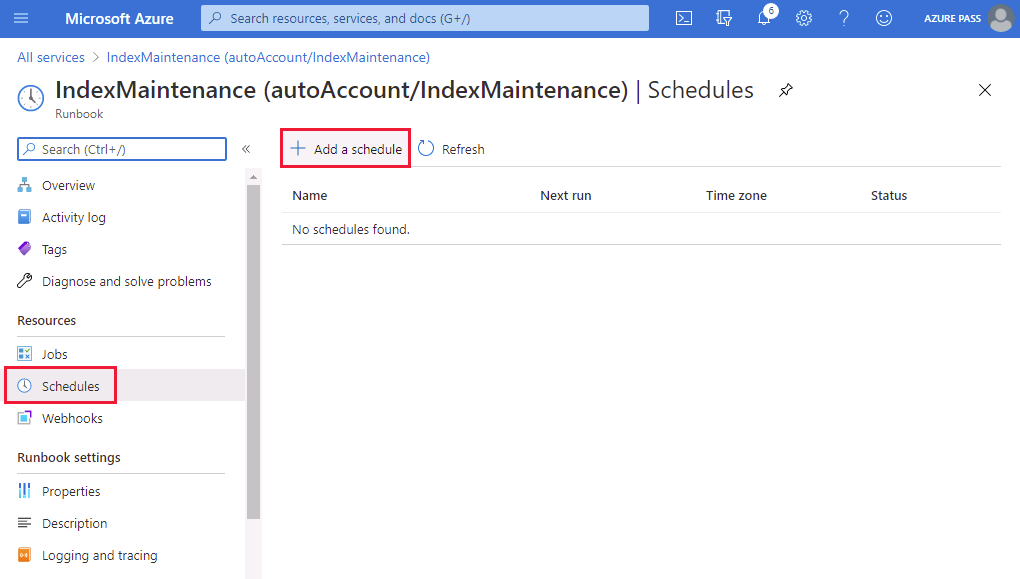 Microsoft Azure
Search resources, services, and docs (G+/)
6
AZURE PASS
All services > IndexMaintenance (autoAccount/IndexMaintenance)
IndexMaintenance (autoAccount/IndexMaintenance) | Schedules
Runbook
Search (Ctrl+/)
«
Add a schedule
Refresh
Overview
Activity log
Tags
Diagnose and solve problems
Resources
Jobs
Schedules
Webhooks
Runbook settings
Properties
Description
Logging and tracing
Name Next run Time zone Status
No schedules found.